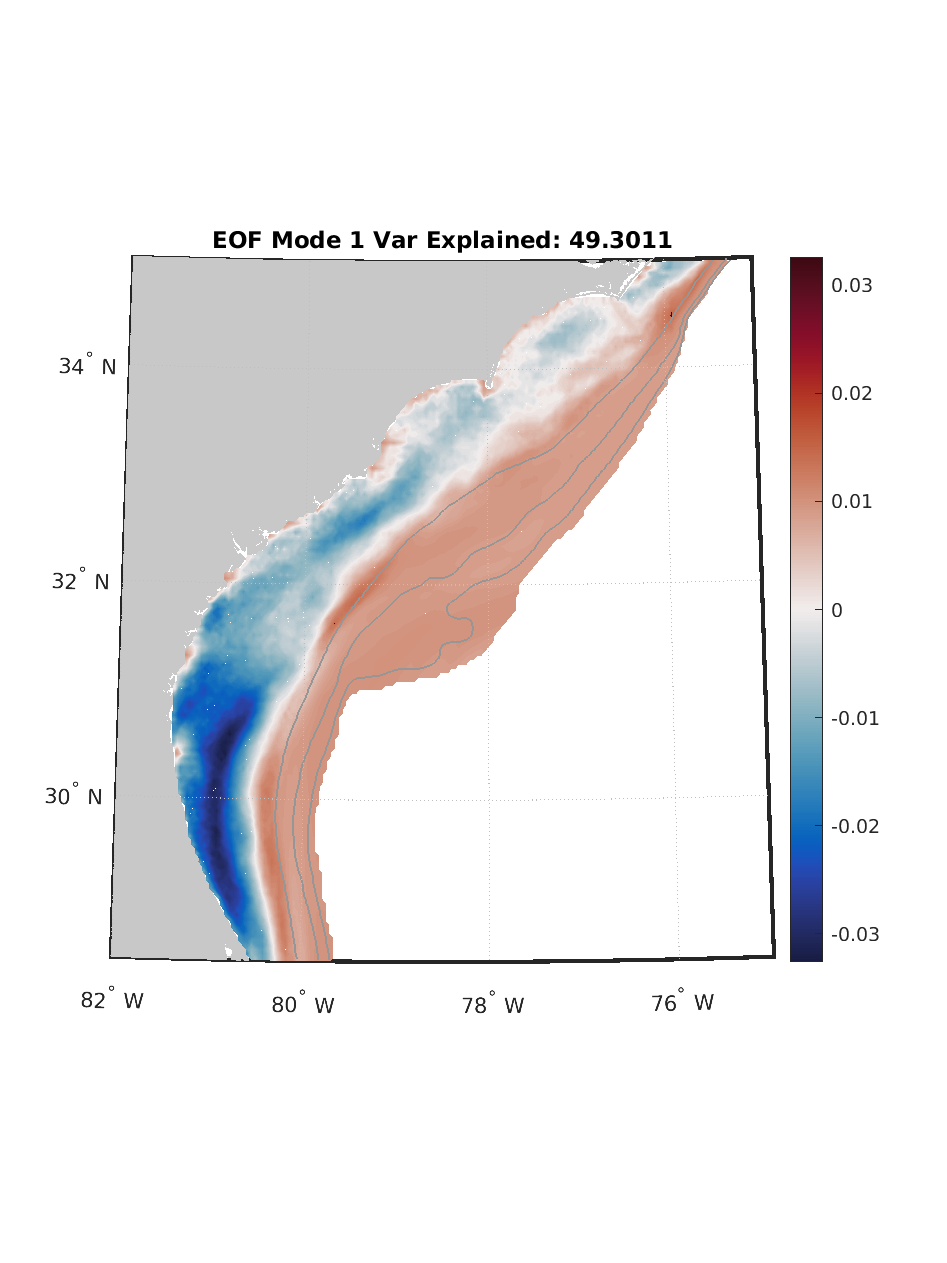 EOF Mode 1 Var Explained: 49.3011
34° N
32° N
30° N
82° W
80° W
78° W
76° W
0.03
0.02
0.01
0
-0.01
-0.02
-0.03